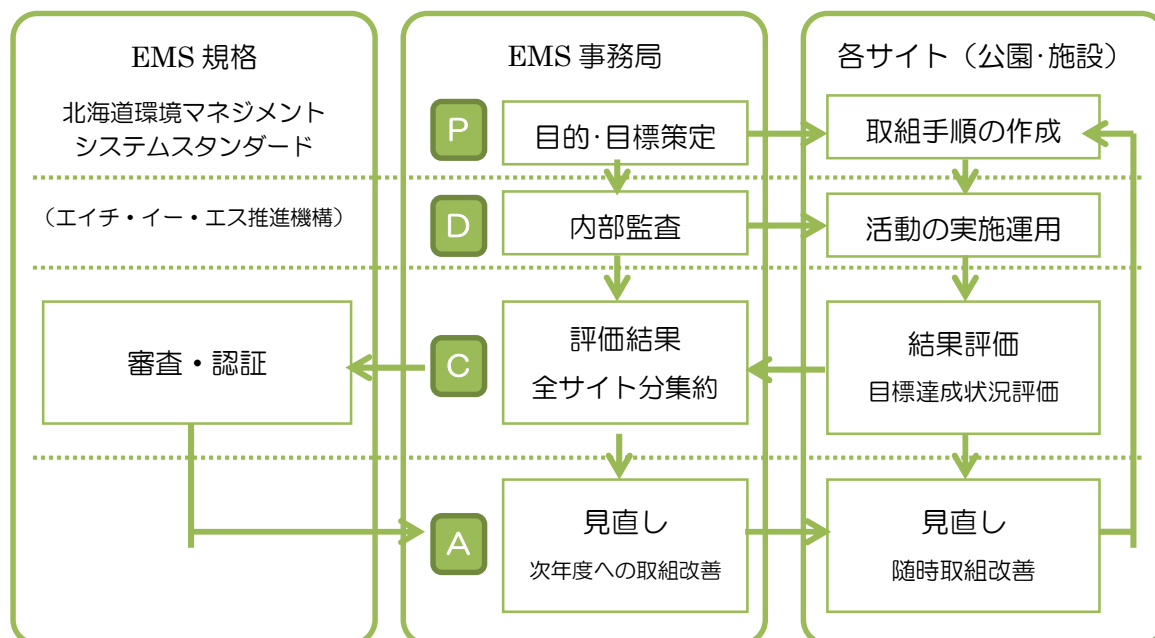 EMS 規格
北海道環境マネジメント
システムスタンダード
（エイチ・イー・エス推進機構）
審査・認証
EMS 事務局
P
目的・目標策定
D
内部監査
C
評価結果
全サイト分集約
A
見直し
次年度への取組改善
各サイト（公園・施設）
取組手順の作成
活動の実施運用
結果評価
目標達成状況評価
見直し
随時取組改善